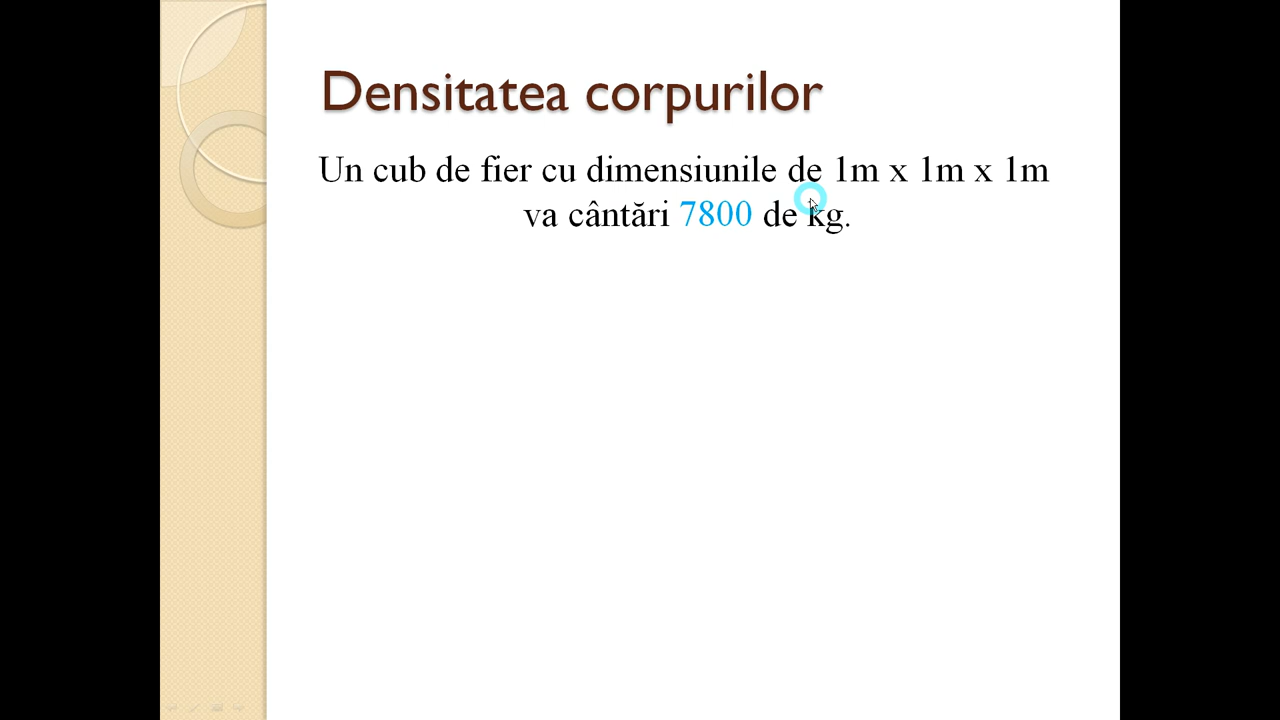 Densitatea corpurilor
Un cub de fier cu dimensiunile de 1m x 1m x 1m
va cântări 7800 de kg.